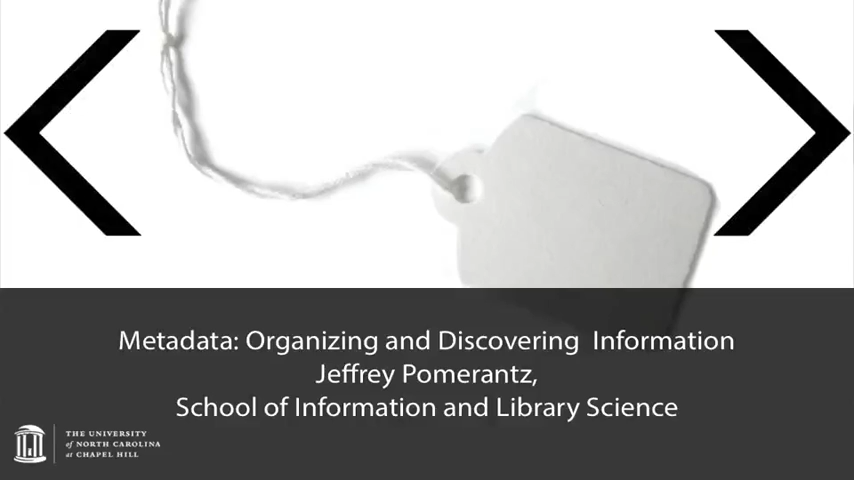 Metadata: Organizing and Discovering Information
Jeffrey Pomerantz,
School of Information and Library Science
THE UNIVERSITY
of NORTH CAROLINA
at CHAPEL HILL